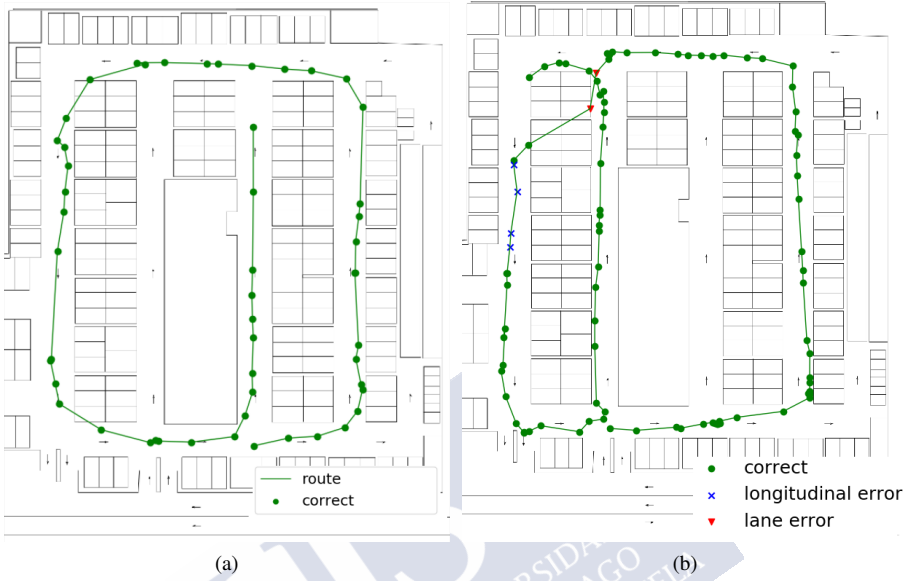 route
correct
correct
longitudinal error
lane error
(a)
(b)